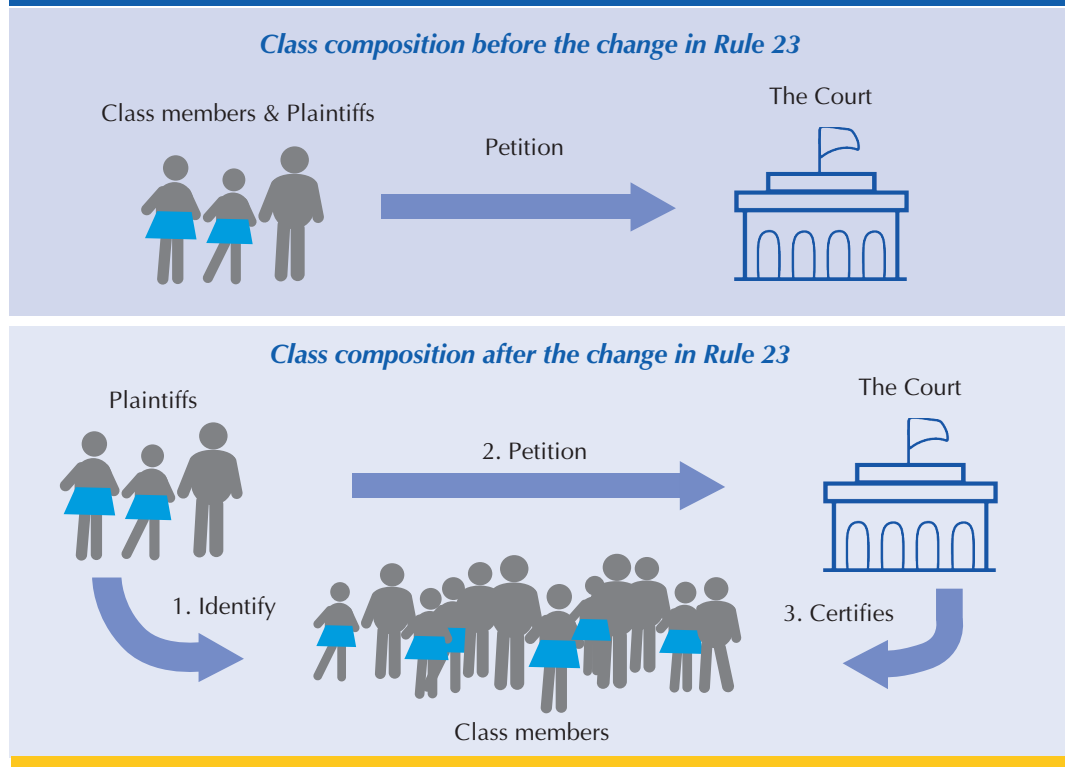 Class composition before the change in Rule 23
Class members & Plaintiffs
Petition
The Court
Class composition after the change in Rule 23
Plaintiffs
2. Petition
The Court
1. Identify
3. Certifies
Class members